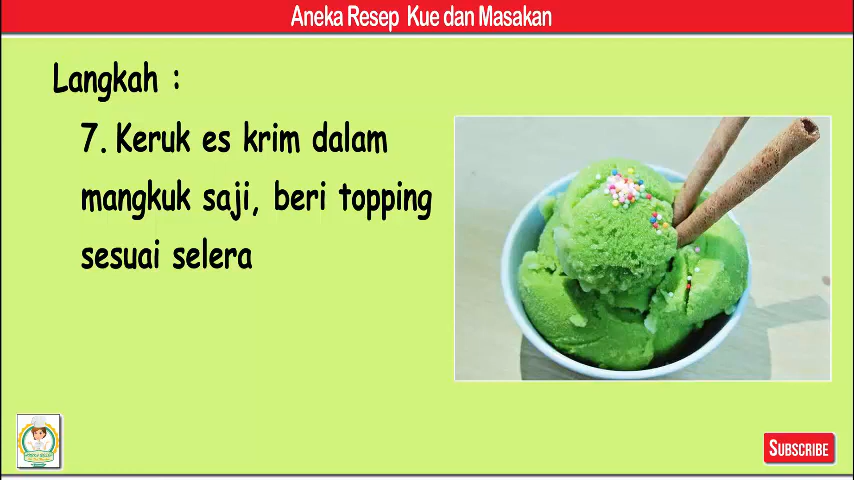 Aneka Resep Kue dan Masakan
Langkah :
7. Keruk es krim dalam
mangkuk saji, beri topping
sesuai selera
SUBSCRIBE